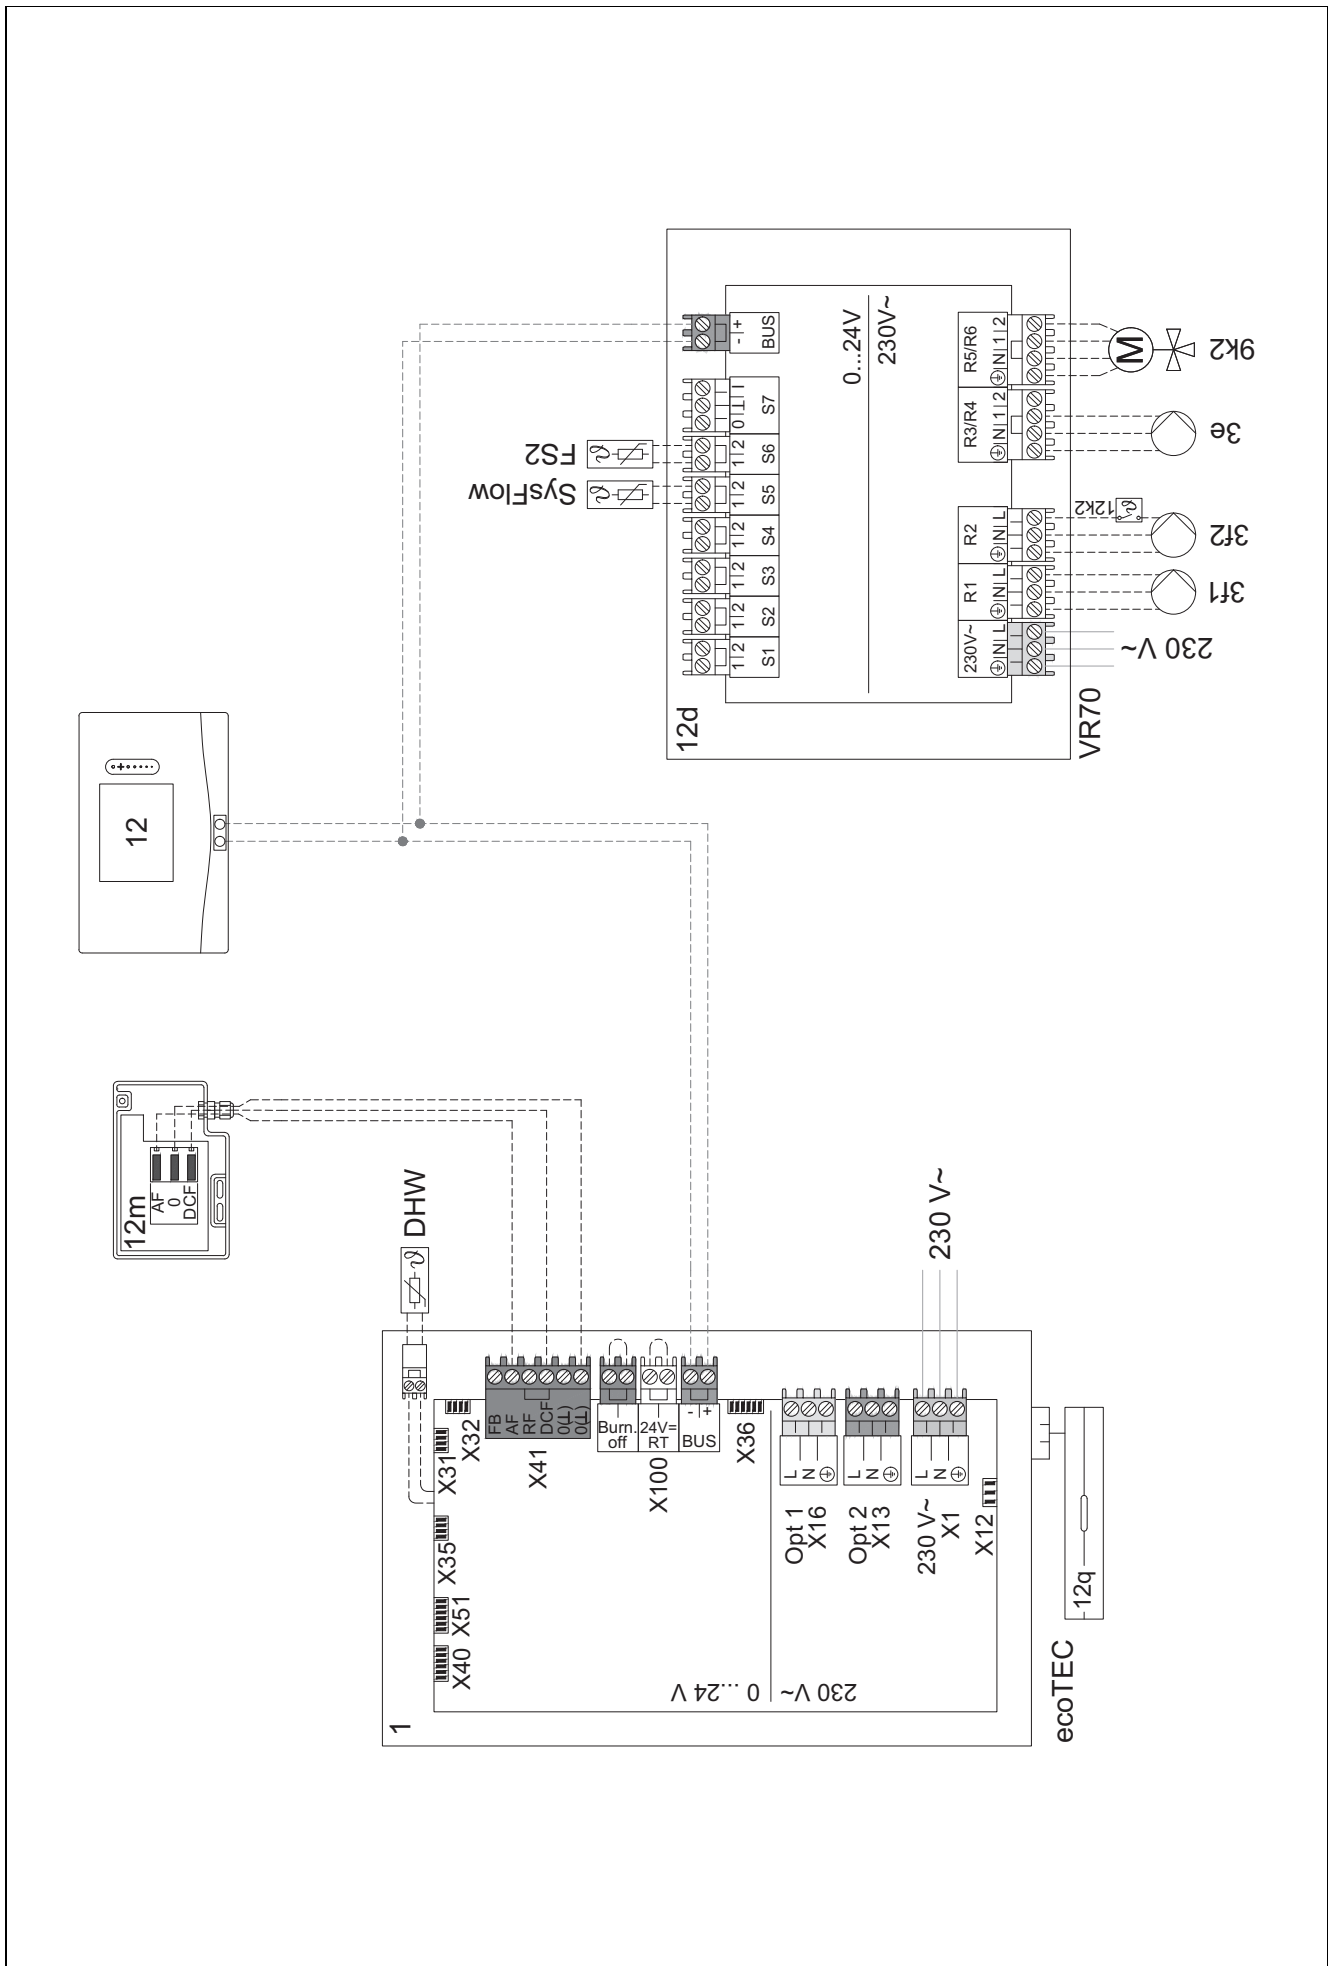 12d
BUS
- +
S7
0 ⊥ I
S6
1 2
S5
1 2
S4
1 2
S3
1 2
S2
1 2
S1
1 2
FS2
SysFlow
0...24V
230V~
R5/R6
⏚ N 1 2
R3/R4
⏚ N 1 2
R2
⏚ N L
R1
⏚ N L
230V~
⏚ N L
M
9k2
3e
12k2
3f2
3f1
230 V~
VR70
12
12m
AF
0
DCF
DHW
1
X32
X31
X35
X51
X40
FB
AF
RF
DCF
0(⊥)
0(⊥)
X41
Burn.
off
24V=
RT
X100
- +
BUS
X36
0 ...24 V
230 V~
L
N
⏚
Opt 1
X16
L
N
⏚
Opt 2
X13
L
N
⏚
230 V~
X1
X12
230 V~
12q
ecoTEC